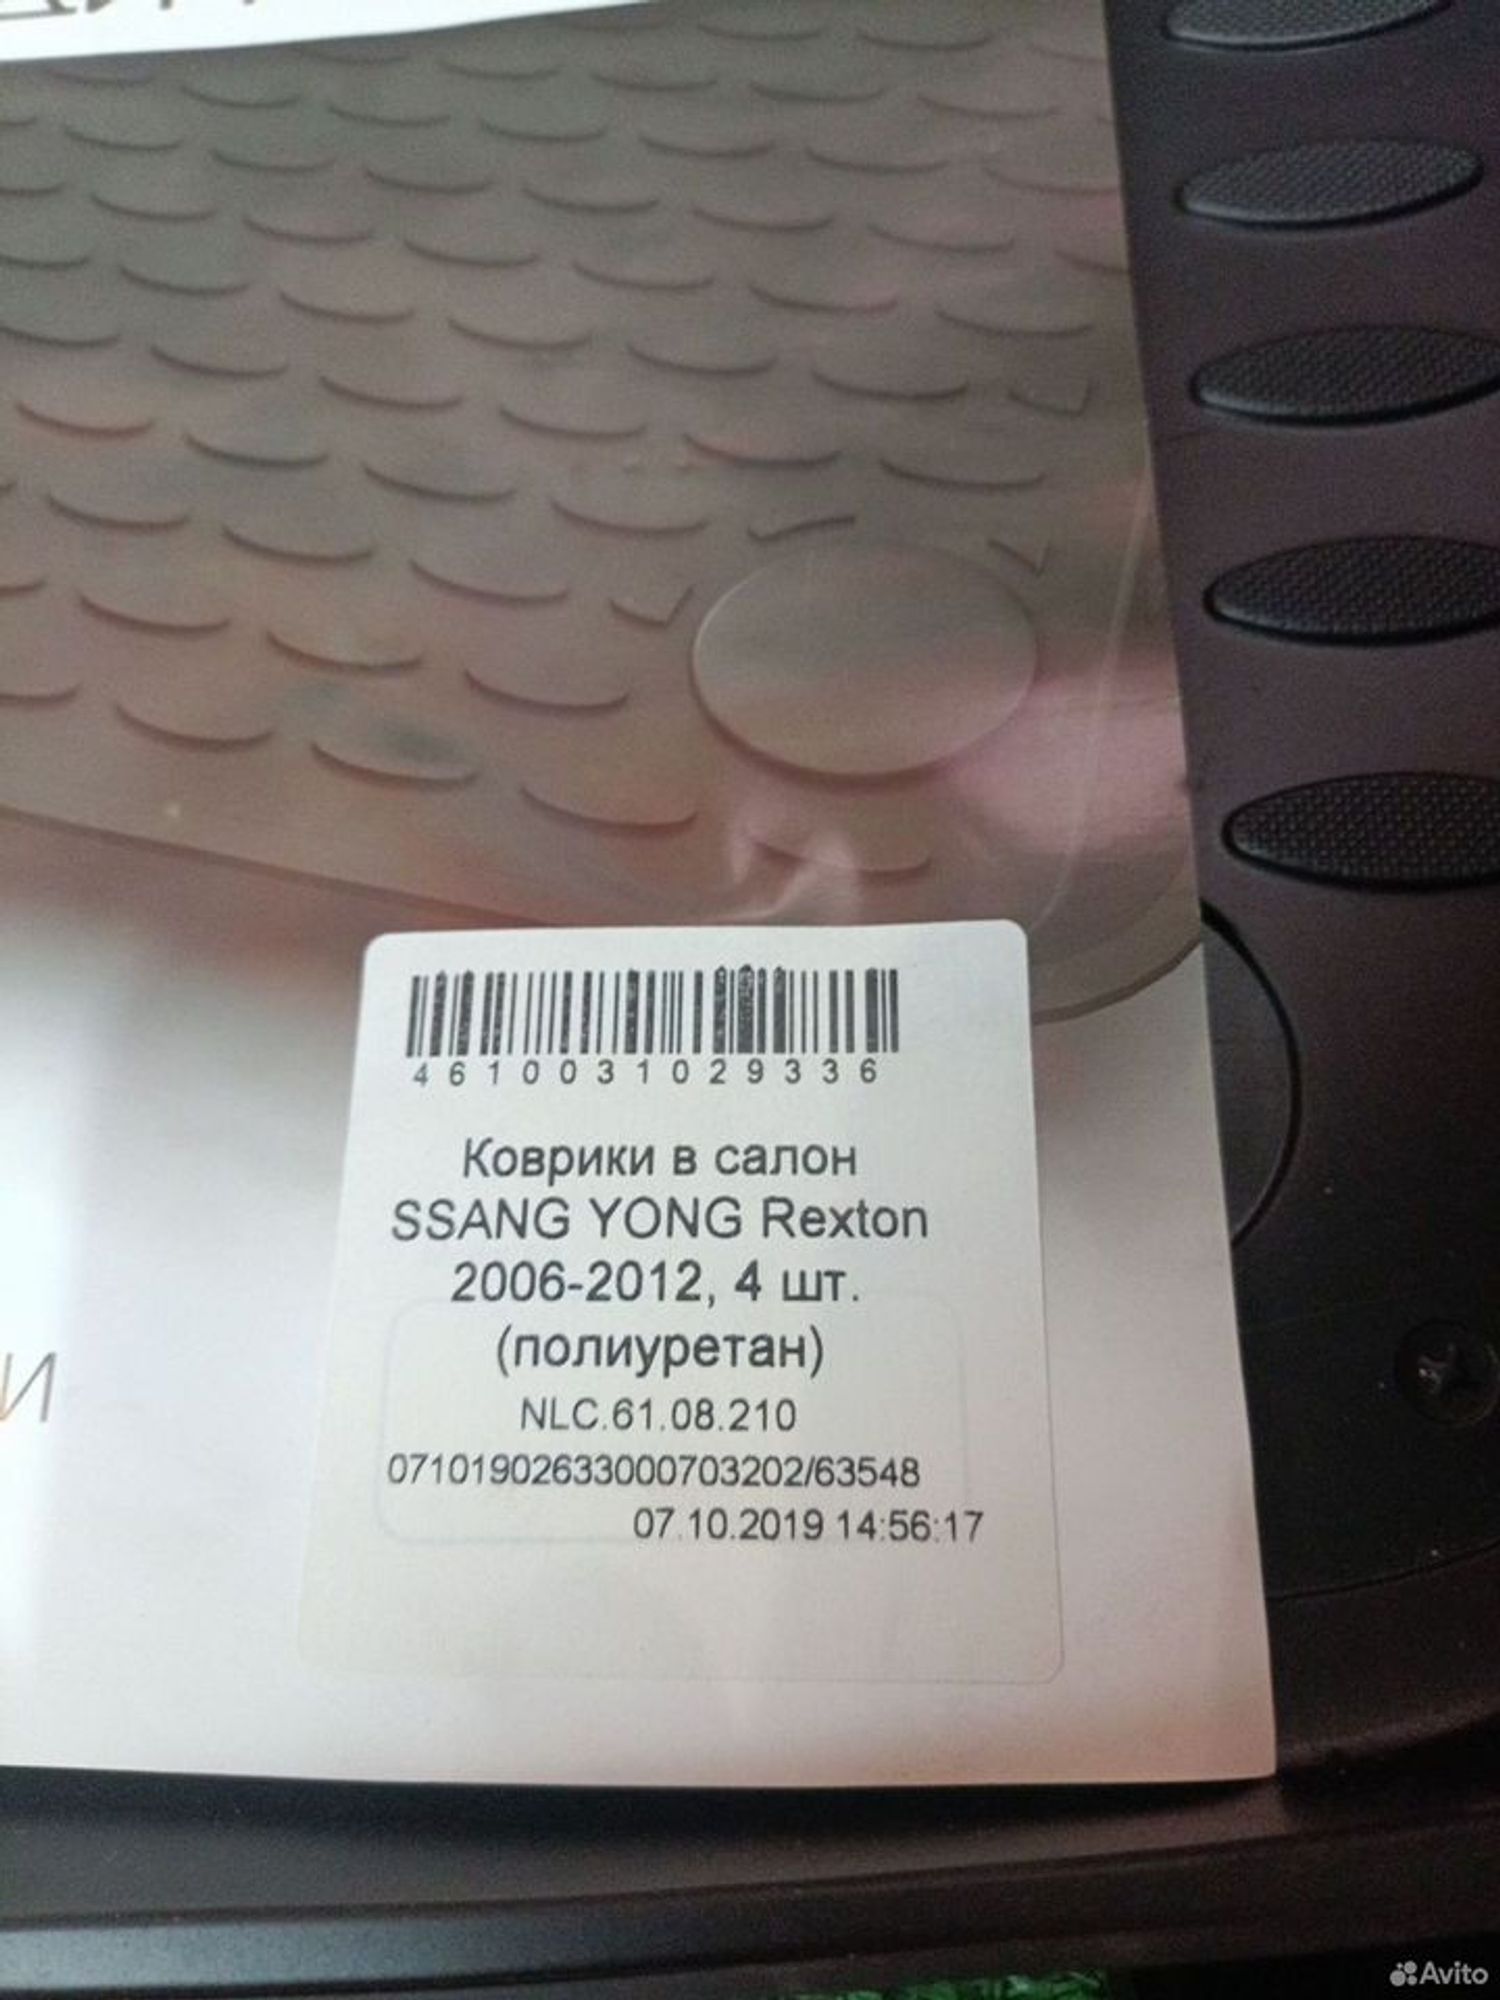 4610031029336
Коврики в салон
SSANG YONG Rexton
2006-2012, 4 шт.
(полиуретан)
NLC.61.08.210
07101902633000703202/63548
07.10.2019 14:56:17
Avito